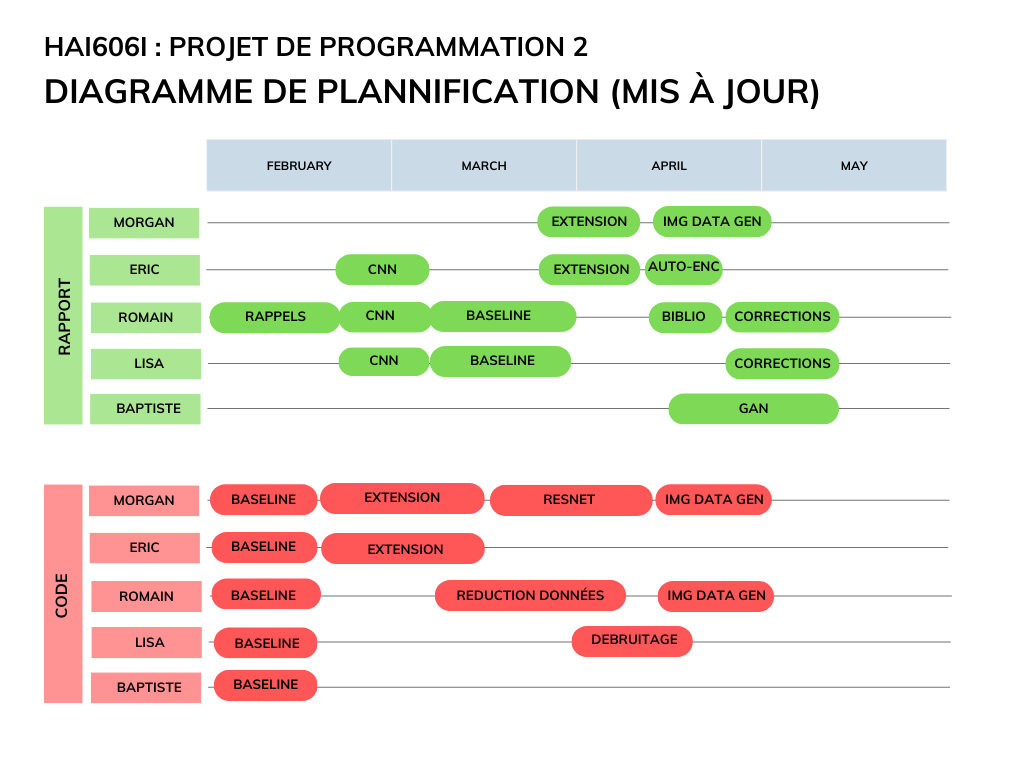 HAI606I : PROJET DE PROGRAMMATION 2
DIAGRAMME DE PLANNIFICATION (MIS À JOUR)
FEBRUARY MARCH APRIL MAY
RAPPORT
MORGAN EXTENSION IMG DATA GEN
ERIC CNN EXTENSION AUTO-ENC
ROMAIN RAPPELS CNN BASELINE BIBLIO CORRECTIONS
LISA CNN BASELINE CORRECTIONS
BAPTISTE GAN
CODE
MORGAN BASELINE EXTENSION RESNET IMG DATA GEN
ERIC BASELINE EXTENSION
ROMAIN BASELINE REDUCTION DONNÉES IMG DATA GEN
LISA BASELINE DEBRUITAGE
BAPTISTE BASELINE